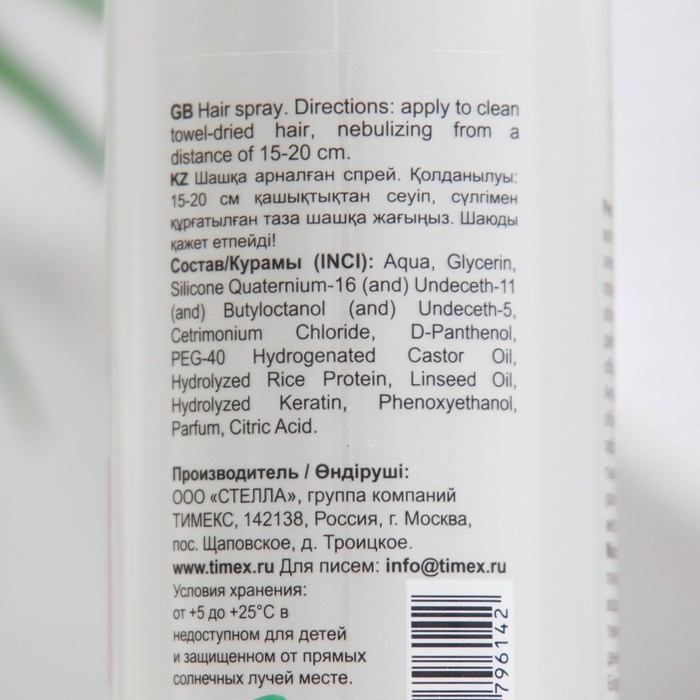 GB Hair spray. Directions: apply to clean
towel-dried hair, nebulizing from a
distance of 15-20 cm.
KZ Шашқа арналған спрей. Қолданылуы:
15-20 см қашықтықтан сеуіп, сүлгімен
құрғатылған таза шашқа жағыңыз. Шаюды
қажет етпейді!
Состав/Курамы (INCI): Aqua, Glycerin,
Silicone Quaternium-16 (and) Undeceth-11
(and) Butyloctanol (and) Undeceth-5,
Cetrimonium Chloride, D-Panthenol,
PEG-40 Hydrogenated Castor Oil,
Hydrolyzed Rice Protein, Linseed Oil,
Hydrolyzed Keratin, Phenoxyethanol,
Parfum, Citric Acid.
Производитель / Өндіруші:
ООО «СТЕЛЛА», группа компаний
ТИМЕКС, 142138, Россия, г. Москва,
пос. Щаповское, д. Троицкое.
www.timex.ru Для писем: info@timex.ru
Условия хранения:
от +5 до +25°С в
недоступном для детей
и защищенном от прямых
солнечных лучей месте.
796142